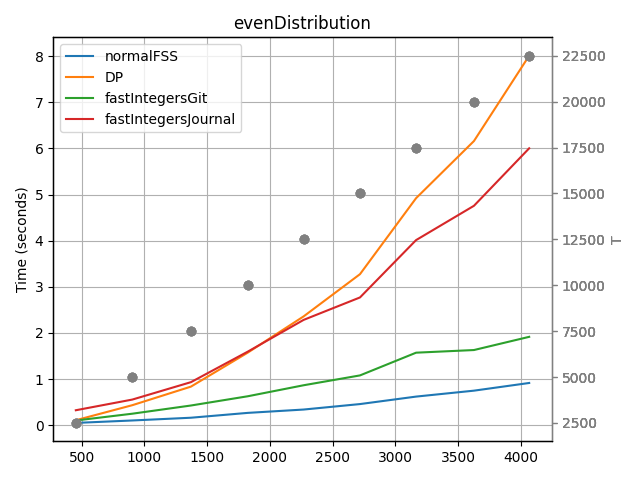 evenDistribution
normalFSS
DP
fastIntegersGit
fastIntegersJournal
Time (seconds)
8
7
6
5
4
3
2
1
0
22500
20000
17500
15000
12500
10000
7500
5000
2500
T
500 1000 1500 2000 2500 3000 3500 4000